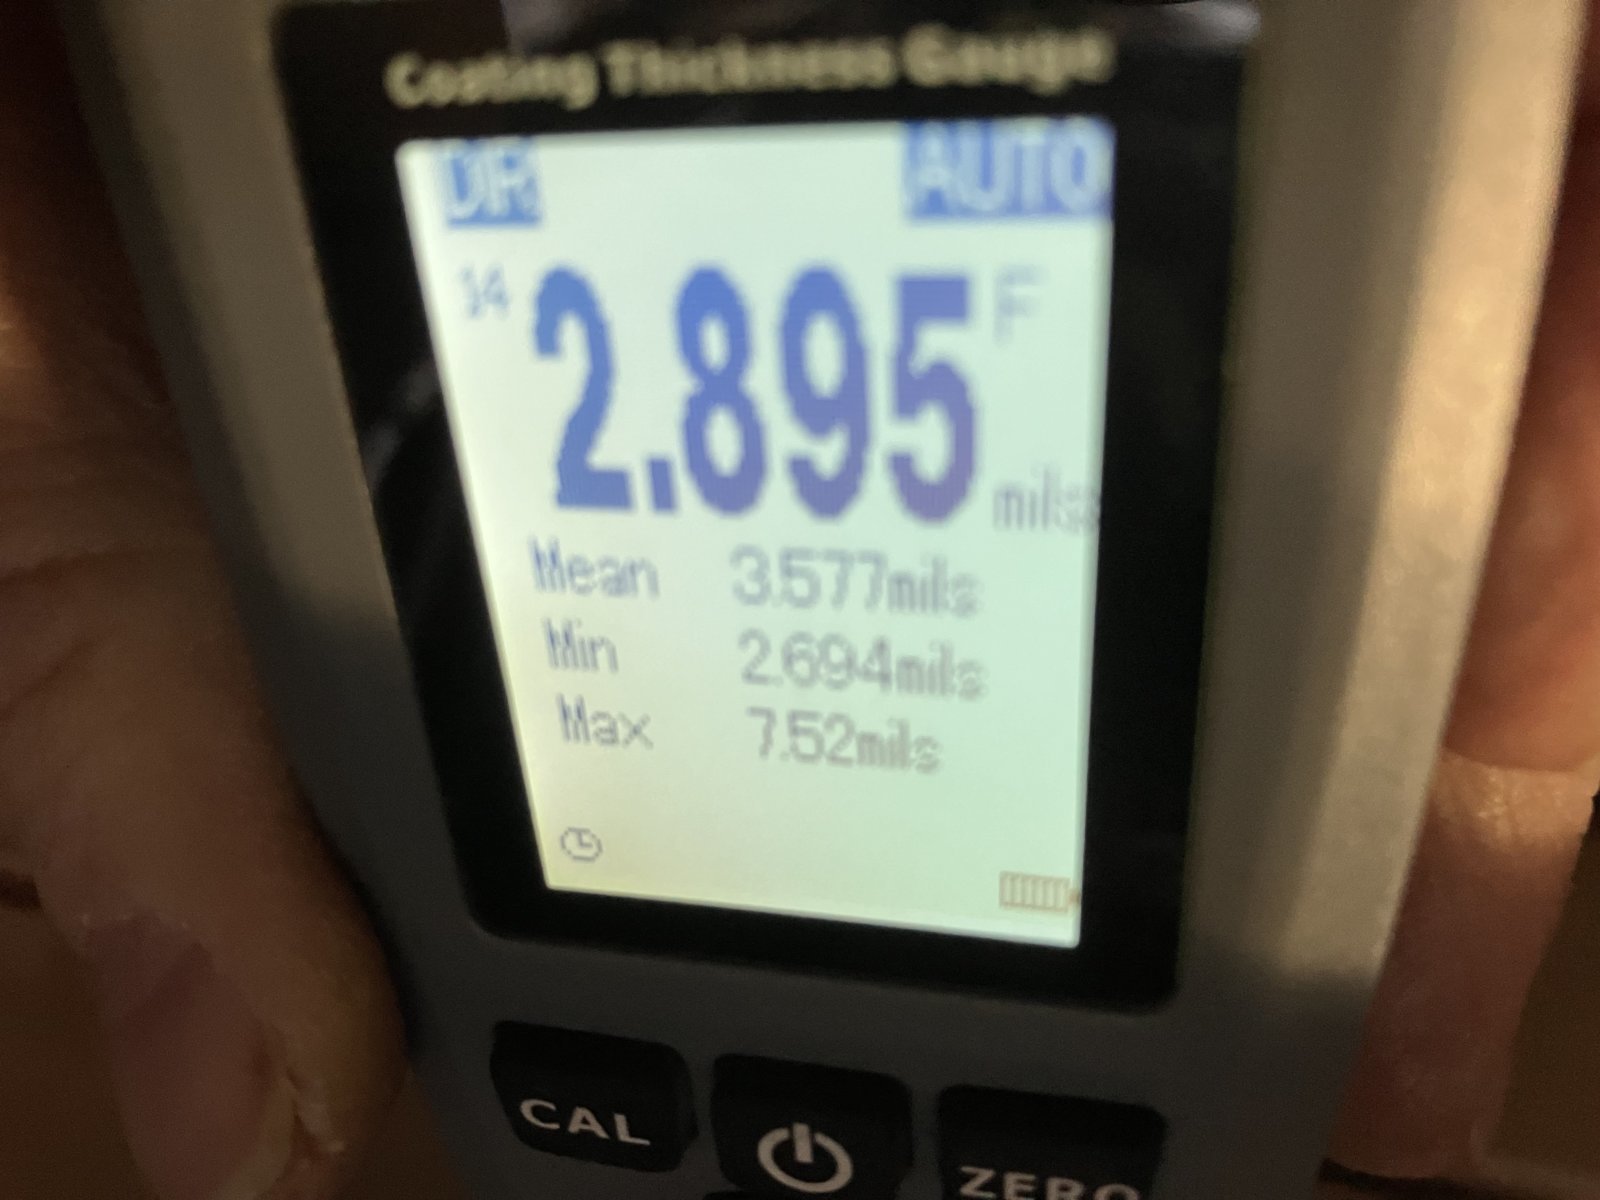 Coating Thickness Gauge
DIR AUTO
14 2.895 F
mils
Mean 3.577mils
Min 2.694mils
Max 7.52mils
CAL ZERO